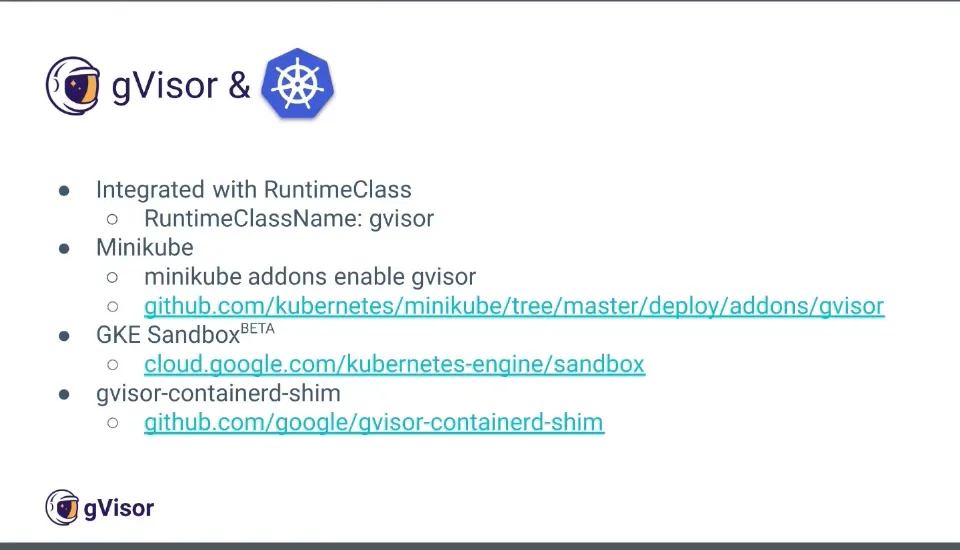 gVisor &
● Integrated with RuntimeClass
○ RuntimeClassName: gvisor
● Minikube
○ minikube addons enable gvisor
○ github.com/kubernetes/minikube/tree/master/deploy/addons/gvisor
● GKE SandboxBETA
○ cloud.google.com/kubernetes-engine/sandbox
● gvisor-containerd-shim
○ github.com/google/gvisor-containerd-shim
gVisor